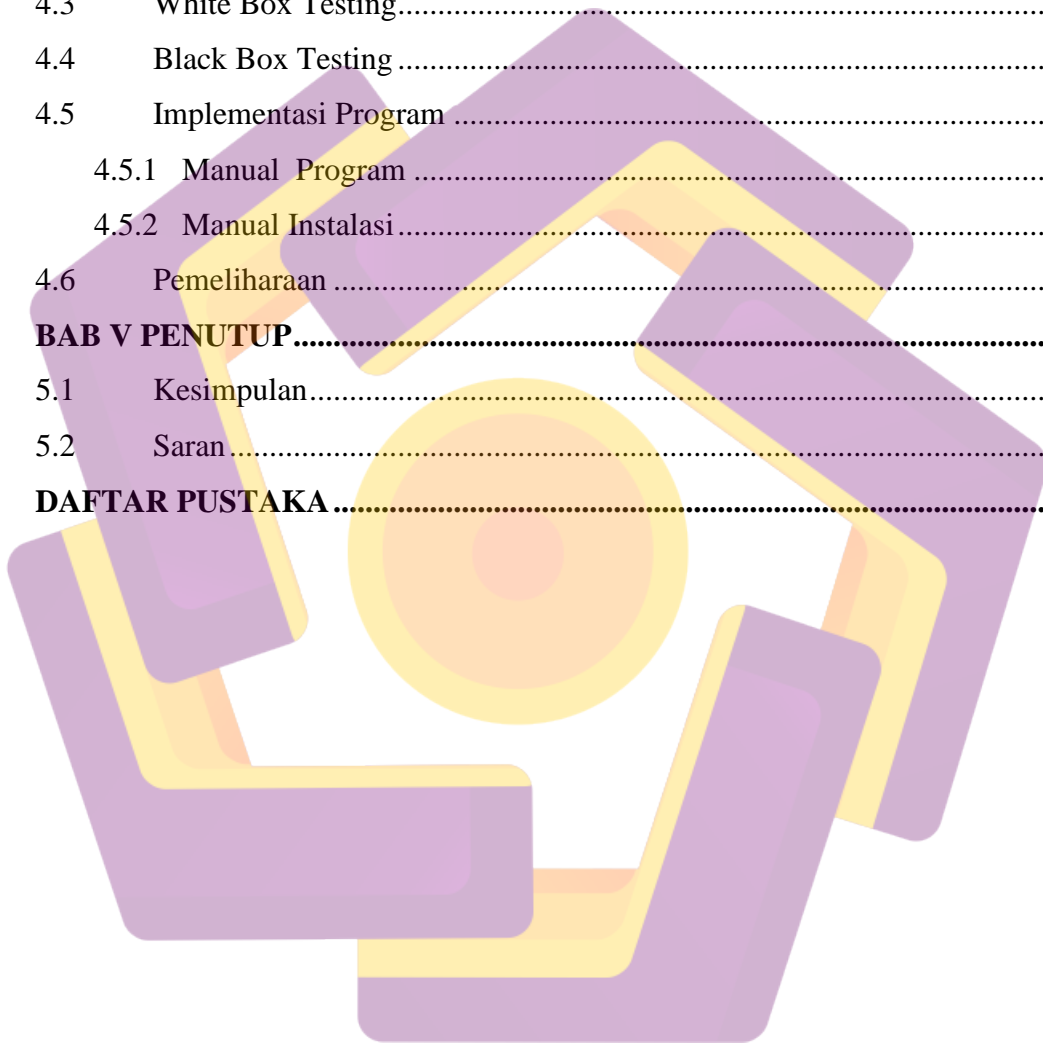 4.3 White Box Testing..............................................................................
4.4 Black Box Testing ..............................................................................
4.5 Implementasi Program ........................................................................
4.5.1 Manual Program ..............................................................................
4.5.2 Manual Instalasi ..............................................................................
4.6 Pemeliharaan ......................................................................................
BAB V PENUTUP....................................................................................
5.1 Kesimpulan..........................................................................................
5.2 Saran ...................................................................................................
DAFTAR PUSTAKA ...............................................................................